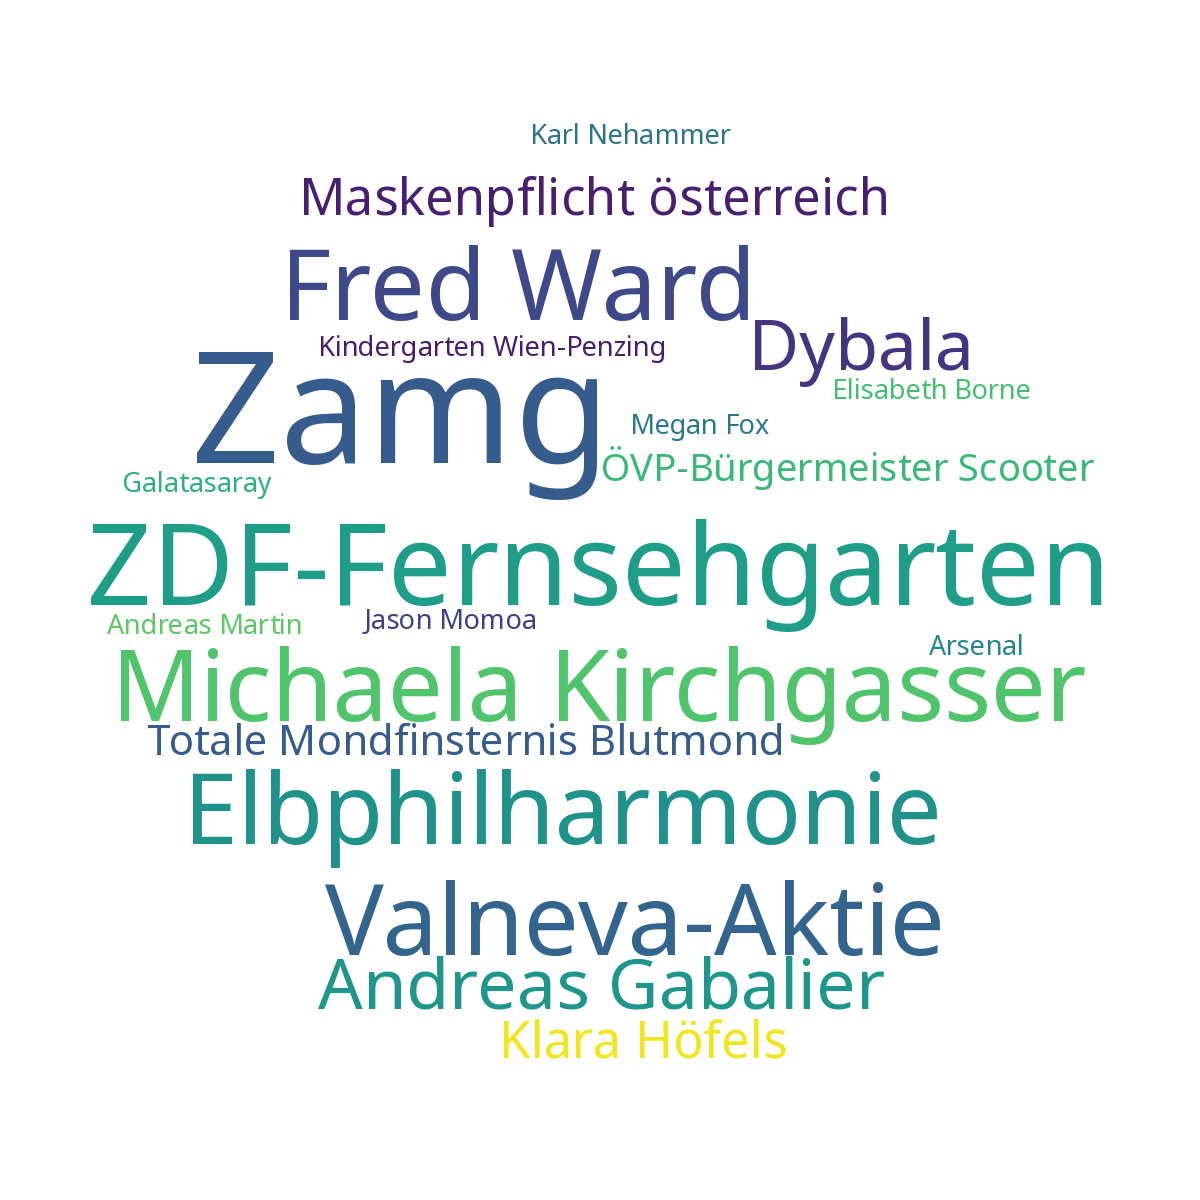 Karl Nehammer
Maskenpflicht österreich
Fred Ward
Kindergarten Wien-Penzing
Dybala
Zamg
Elisabeth Borne
Megan Fox
ÖVP-Bürgermeister Scooter
Galatasaray
ZDF-Fernsehgarten
Andreas Martin
Jason Momoa
Arsenal
Michaela Kirchgasser
Totale Mondfinsternis Blutmond
Elbphilharmonie
Valneva-Aktie
Andreas Gabalier
Klara Höfels